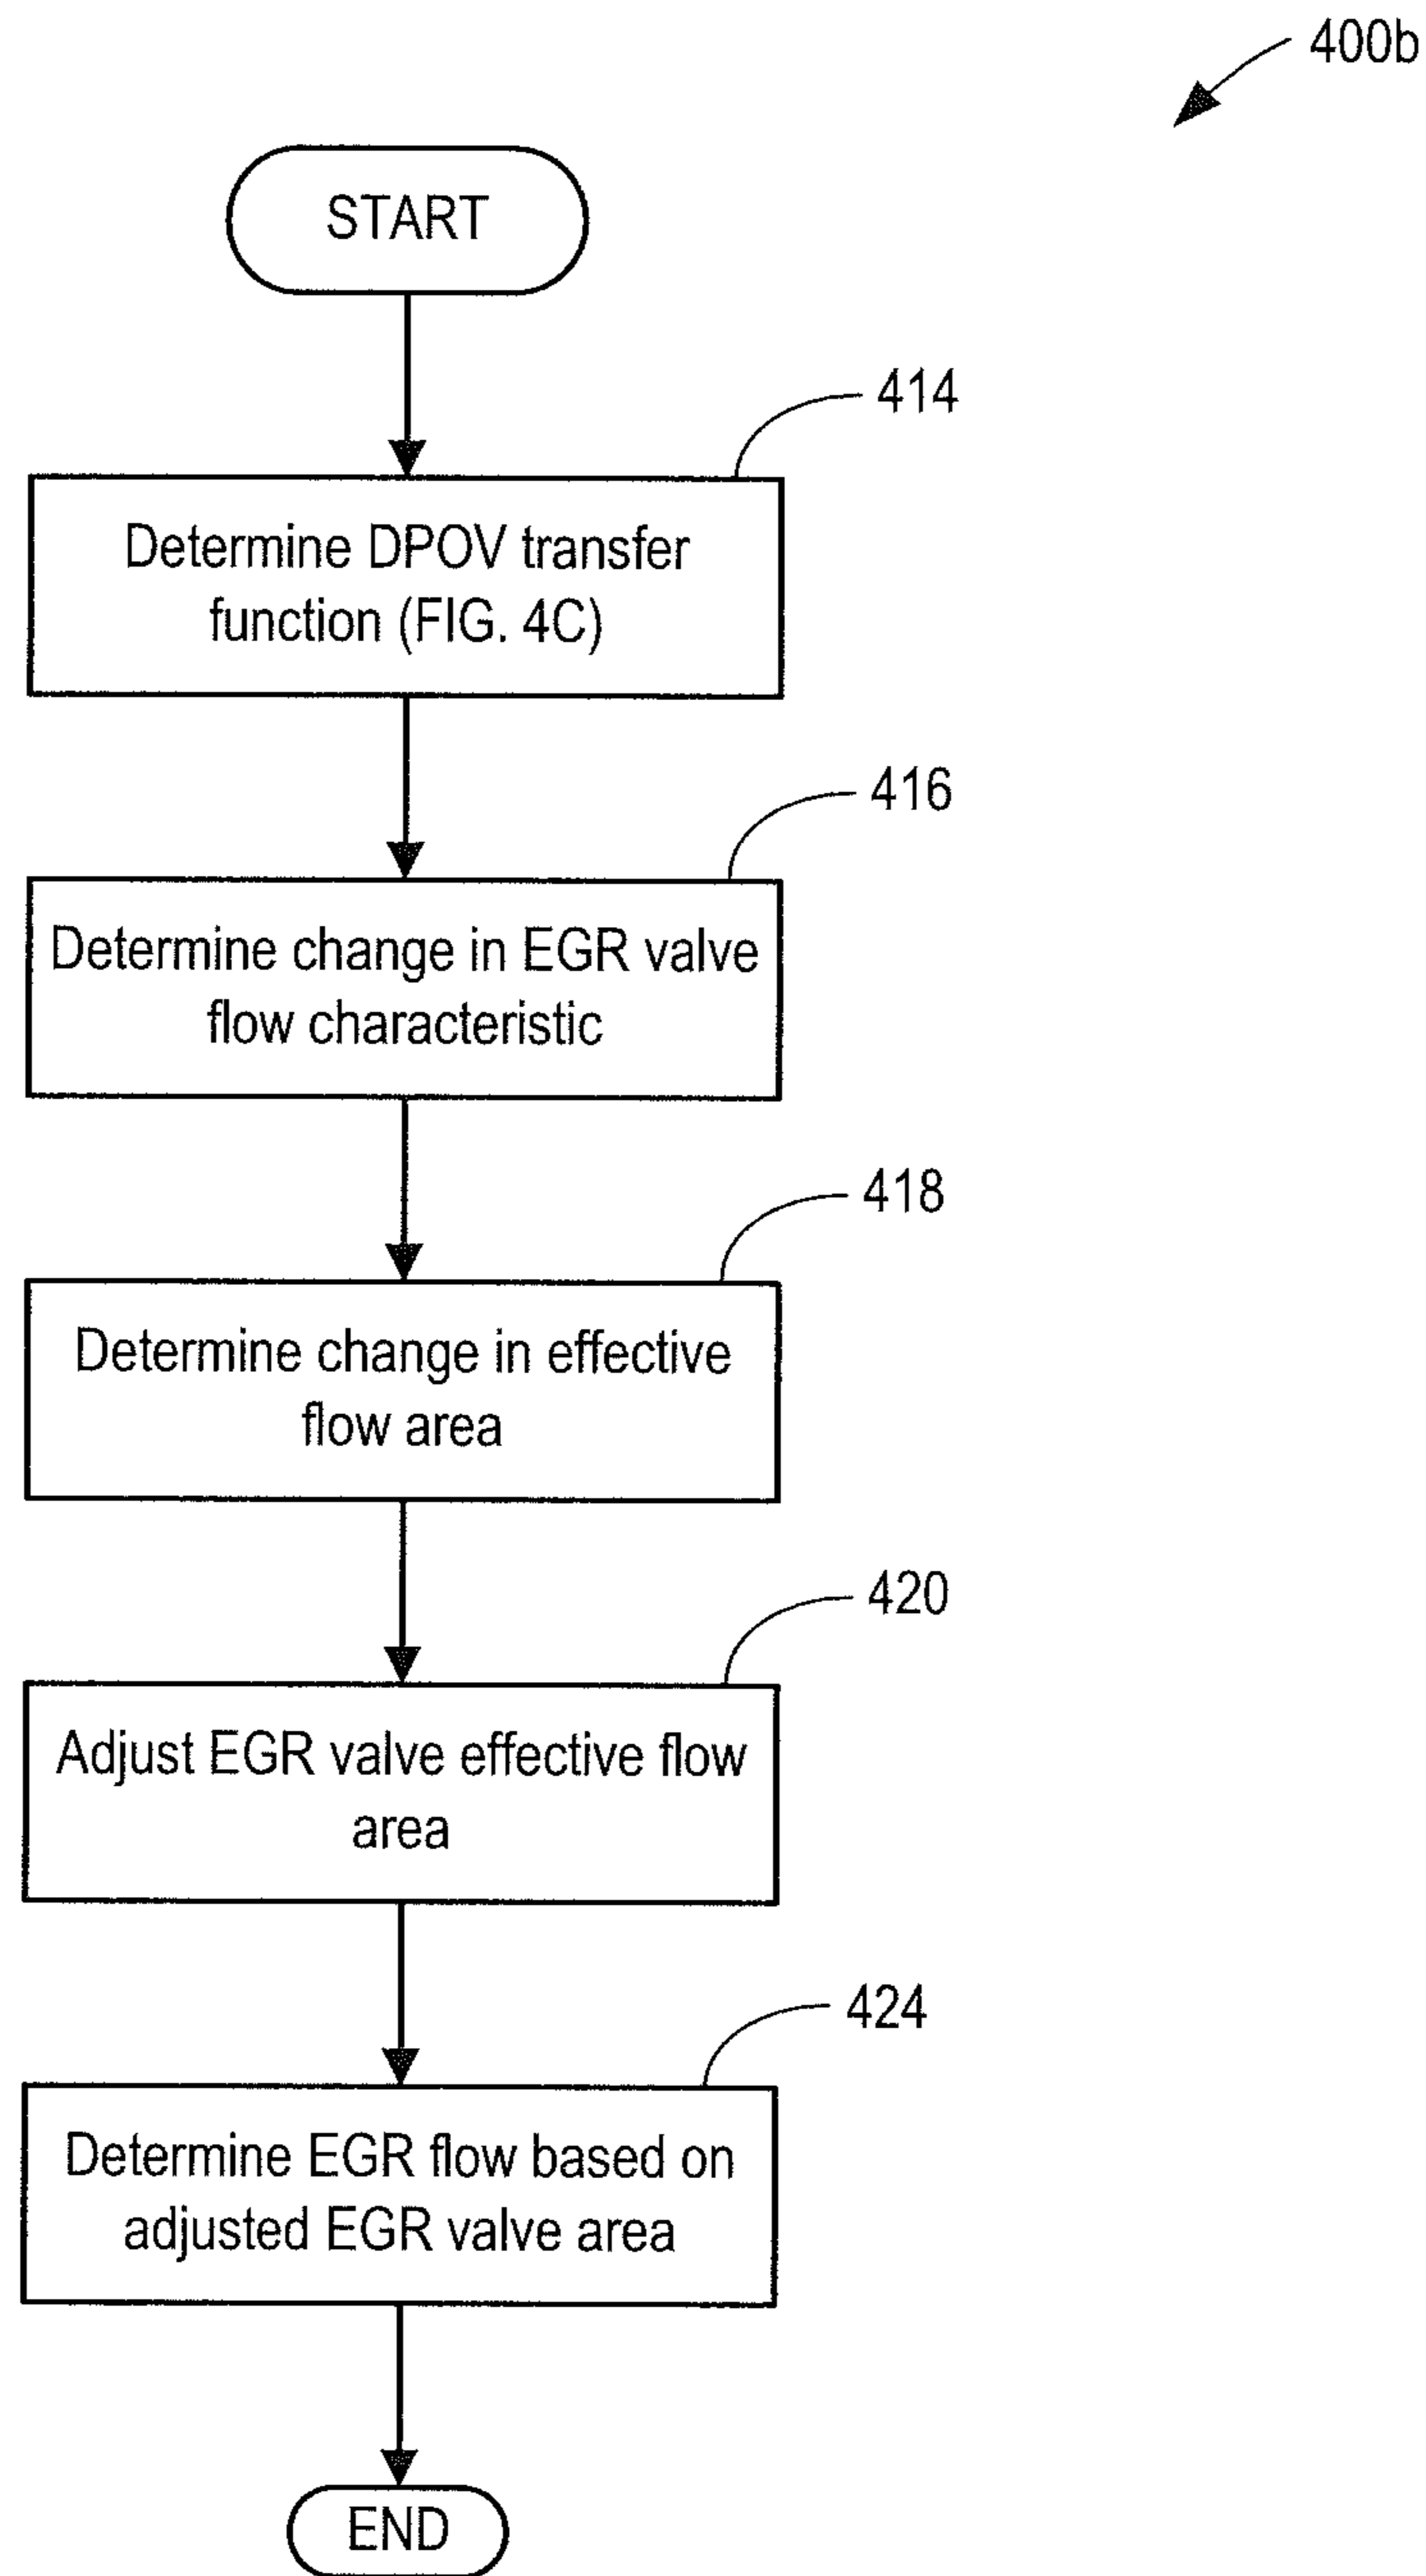 400b
START
414
Determine DPOV transfer
function (FIG. 4C)
416
Determine change in EGR valve
flow characteristic
418
Determine change in effective
flow area
420
Adjust EGR valve effective flow
area
424
Determine EGR flow based on
adjusted EGR valve area
END